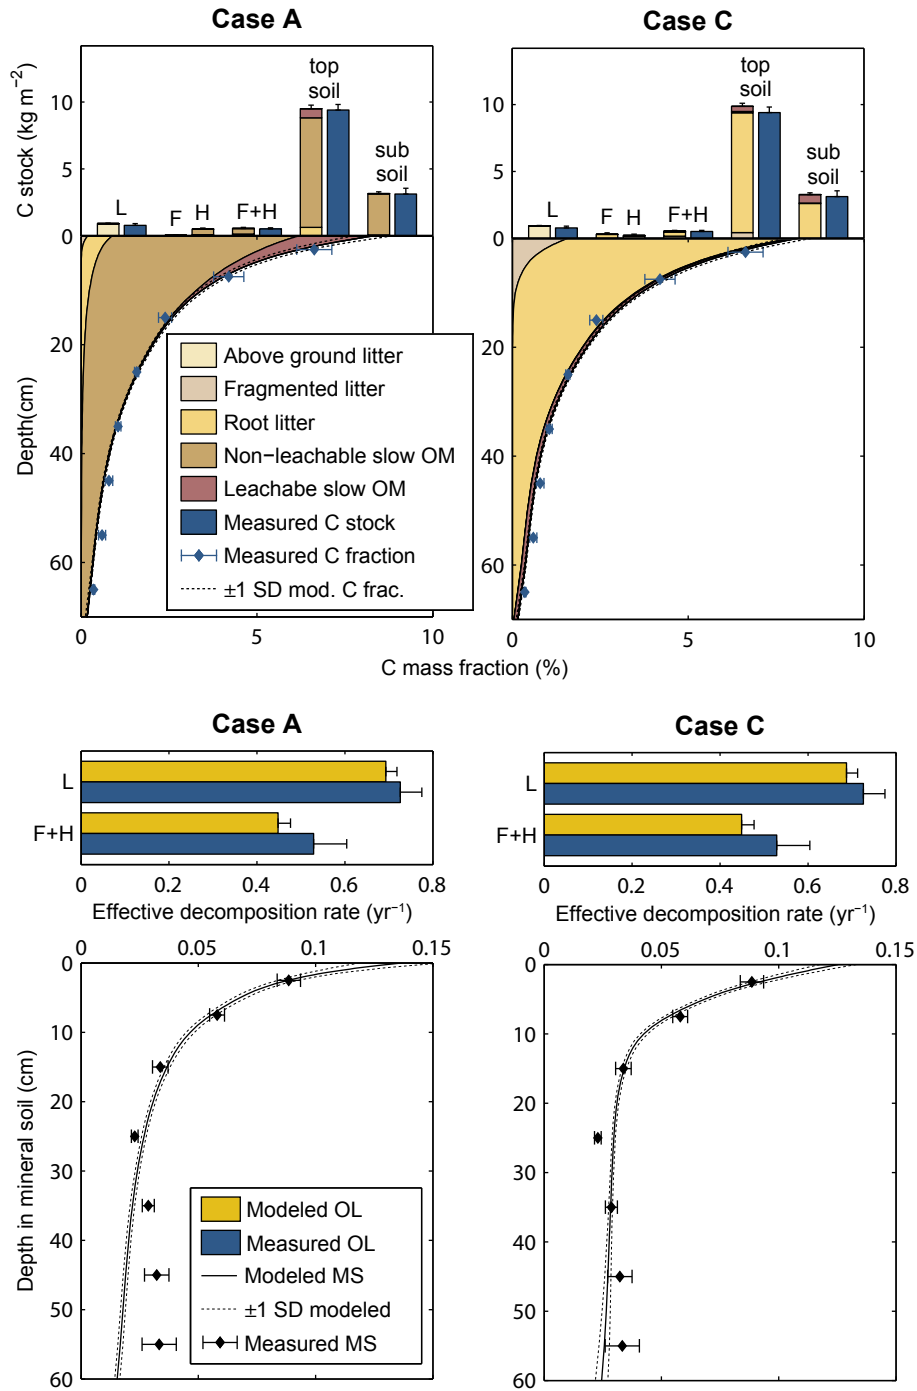 Case A
Case C
C stock (kg m−2)
10
5
0
L
F
H
F+H
top
soil
sub
soil
10
5
0
L
F
H
F+H
top
soil
sub
soil
Depth(cm)
20
40
60
20
40
60
Above ground litter
Fragmented litter
Root litter
Non−leachable slow OM
Leachabe slow OM
Measured C stock
Measured C fraction
±1 SD mod. C frac.
0 5 10
0 5 10
C mass fraction (%)
Case A
Case C
L
F+H
0 0.2 0.4 0.6 0.8
Effective decomposition rate (yr−1)
L
F+H
0 0.2 0.4 0.6 0.8
Effective decomposition rate (yr−1)
0 0.05 0.1 0.15
0 0.05 0.1 0.15
Depth in mineral soil (cm)
0
10
20
30
40
50
60
0
10
20
30
40
50
60
Modeled OL
Measured OL
Modeled MS
±1 SD modeled
Measured MS